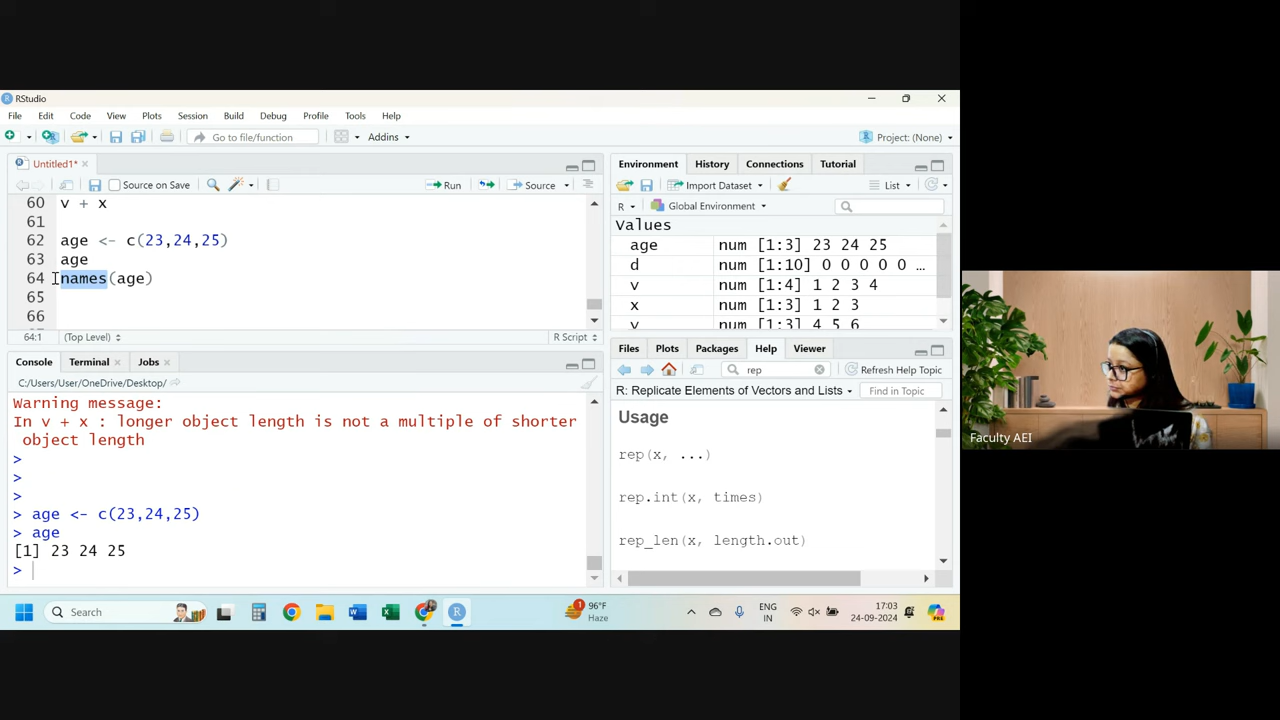 RStudio
File Edit Code View Plots Session Build Debug Profile Tools Help
Go to file/function Addins Project: (None)
Untitled1*
Source on Save Run Source
60 v + x
61
62 age <- c(23,24,25)
63 age
64 names(age)
65
66
64:1 (Top Level) R Script
Console Terminal Jobs
C:/Users/User/OneDrive/Desktop/
Warning message:
In v + x : longer object length is not a multiple of shorter
object length
>
>
>
> age <- c(23,24,25)
> age
[1] 23 24 25
>
Environment History Connections Tutorial
Import Dataset List
R Global Environment
Values
age num [1:3] 23 24 25
d num [1:10] 0 0 0 0 0 ...
v num [1:4] 1 2 3 4
x num [1:3] 1 2 3
y num [1:3] 4 5 6
Files Plots Packages Help Viewer
rep Refresh Help Topic
R: Replicate Elements of Vectors and Lists Find in Topic
Usage
rep(x, ...)
rep.int(x, times)
rep_len(x, length.out)
Faculty AEI
Search
1 96°F
Haze
ENG
IN
17:03
24-09-2024